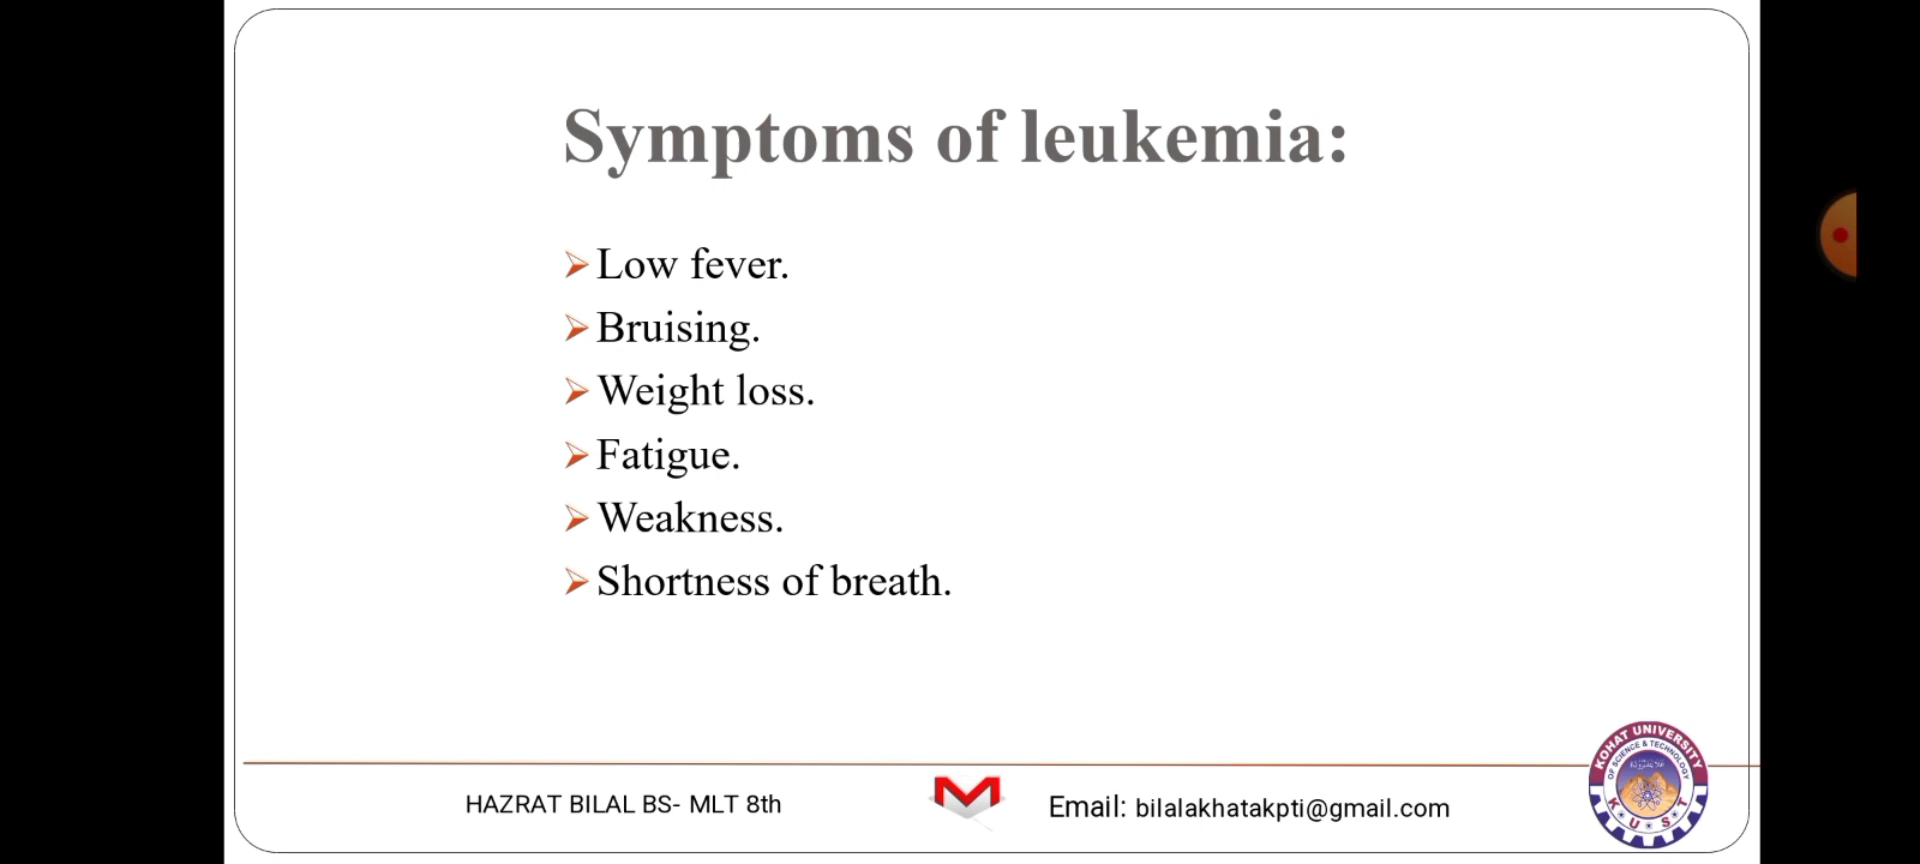 Symptoms of leukemia:
Low fever.
Bruising.
Weight loss.
Fatigue.
Weakness.
Shortness of breath.
HAZRAT BILAL BS- MLT 8th
Email: bilalakhatakpti@gmail.com
KOHAT UNIVERSITY
OF SCIENCE & TECHNOLOGY
K U S T